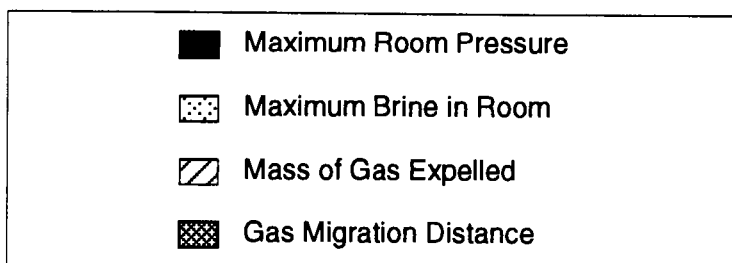 Maximum Room Pressure
Maximum Brine in Room
Mass of Gas Expelled
Gas Migration Distance